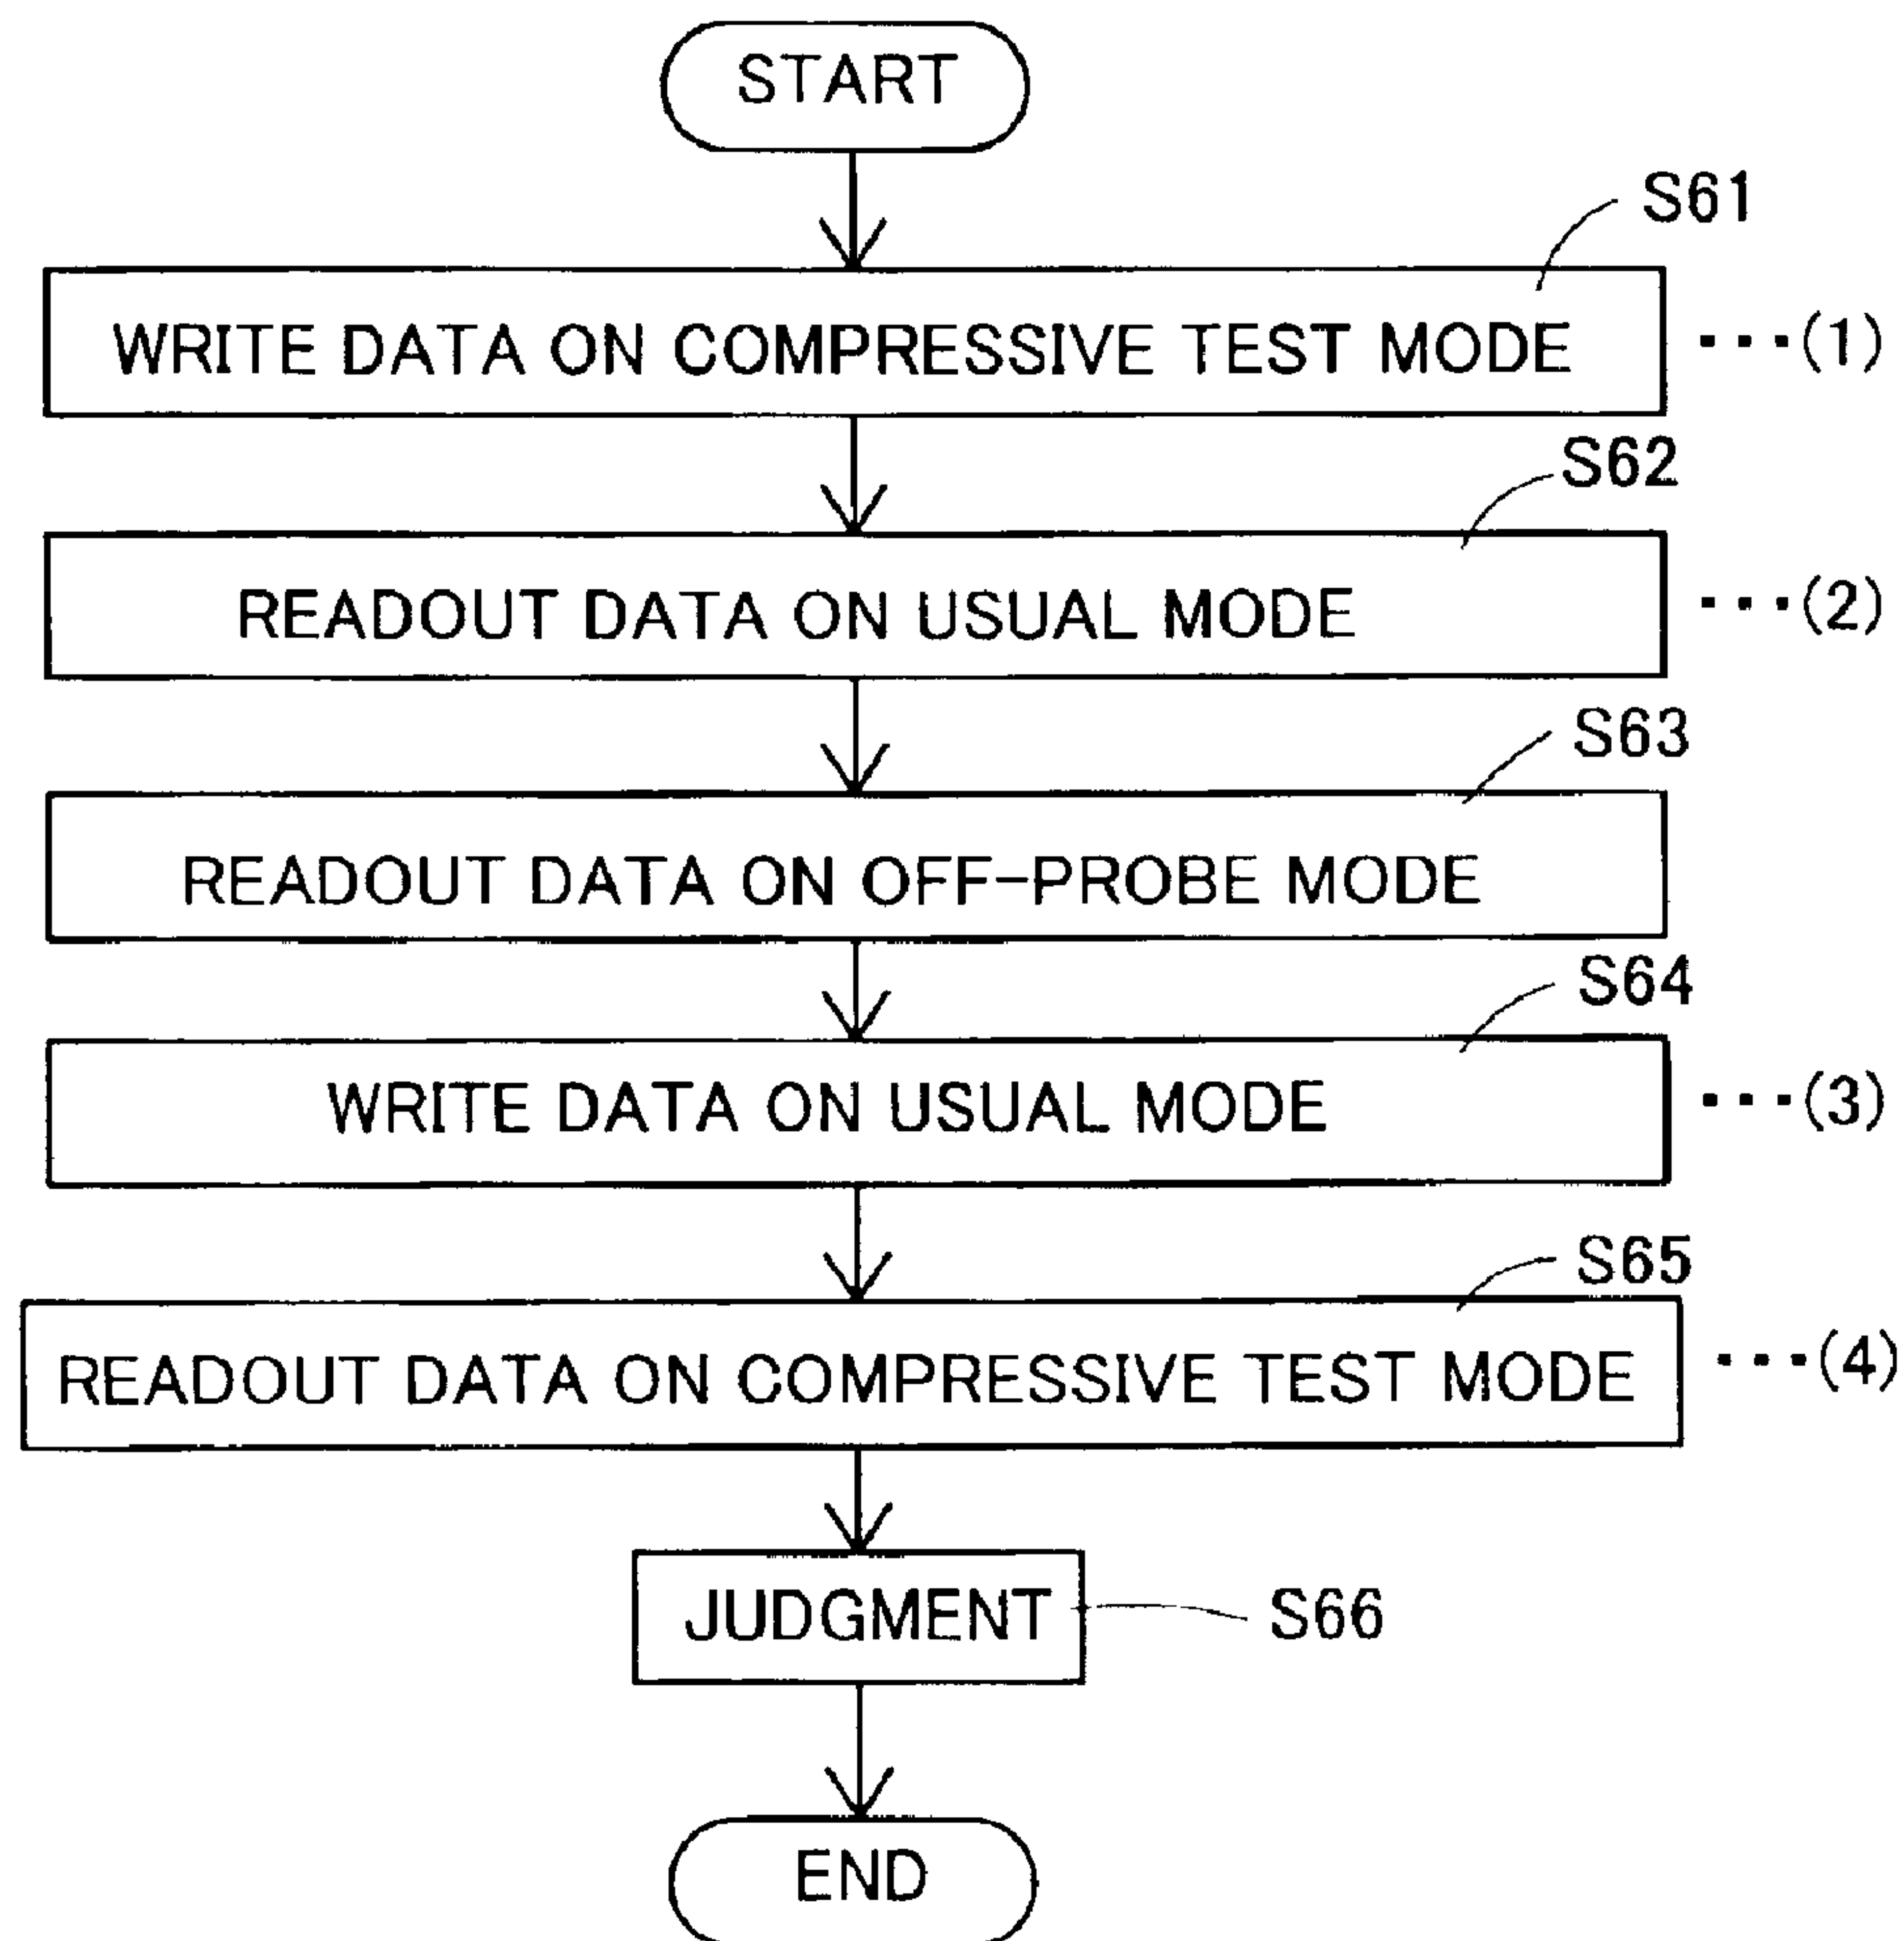 START
S61
WRITE DATA ON COMPRESSIVE TEST MODE ･･･(1)
S62
READOUT DATA ON USUAL MODE ･･･(2)
S63
READOUT DATA ON OFF-PROBE MODE
S64
WRITE DATA ON USUAL MODE ･･･(3)
S65
READOUT DATA ON COMPRESSIVE TEST MODE ･･･(4)
JUDGMENT S66
END